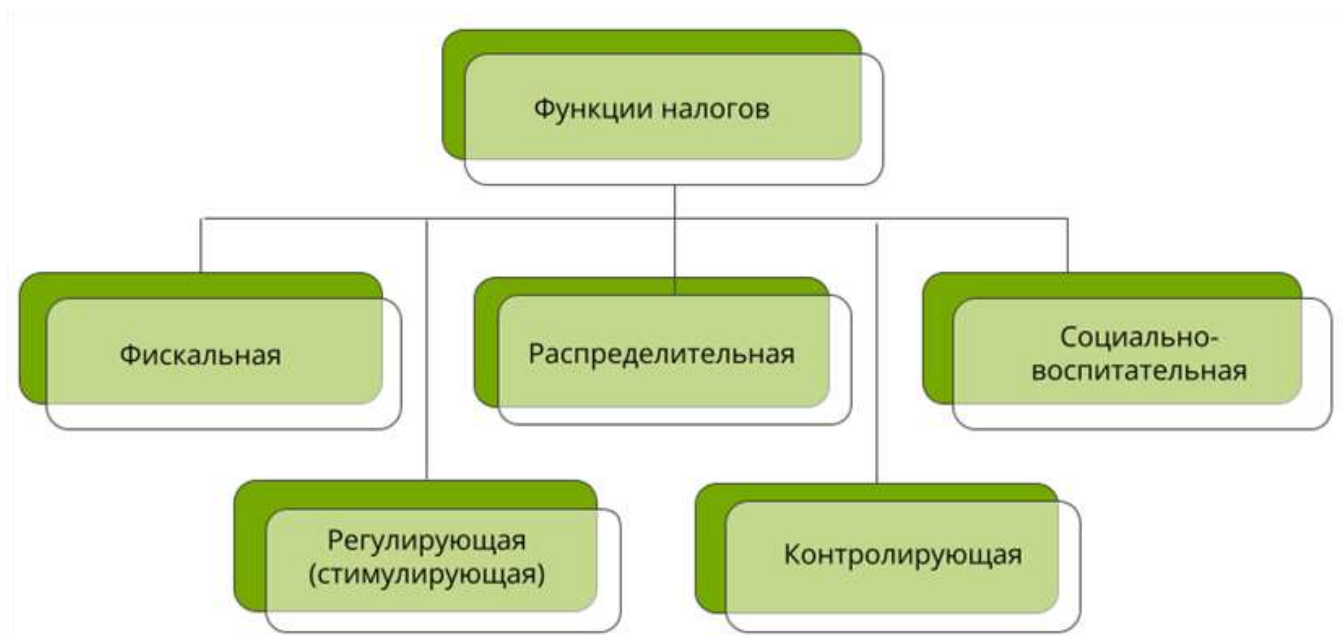 Функции налогов
Фискальная
Распределительная
Социально-
воспитательная
Регулирующая
(стимулирующая)
Контролирующая